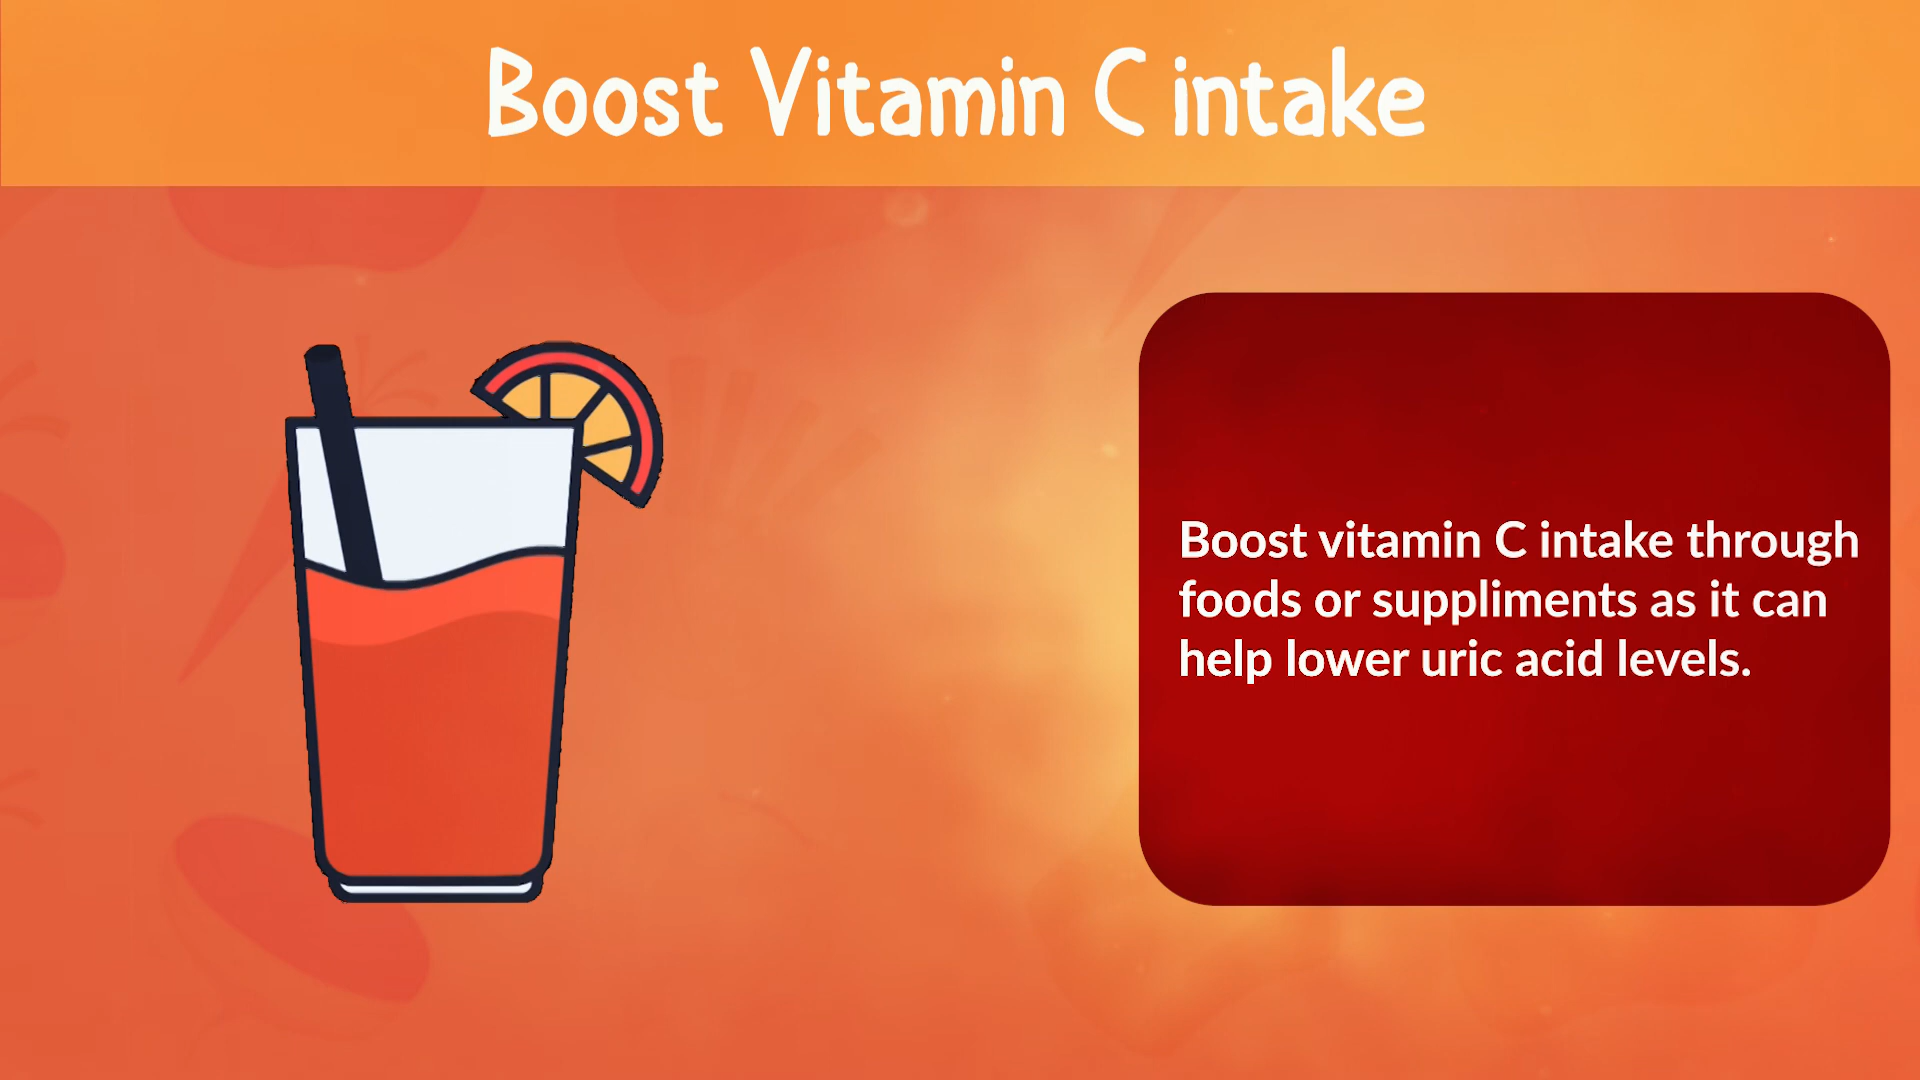 Boost Vitamin C intake
Boost vitamin C intake through
foods or suppliments as it can
help lower uric acid levels.